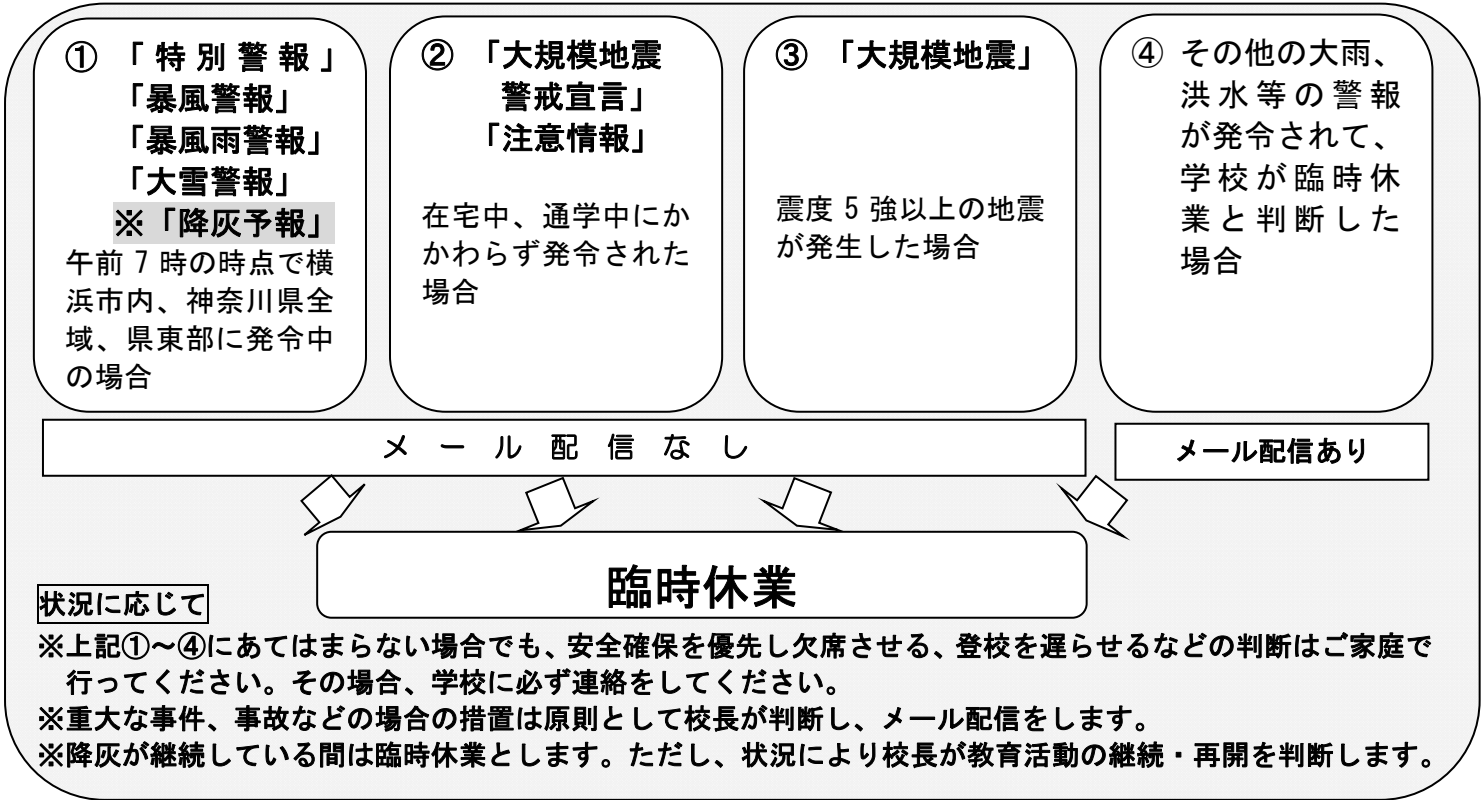 ① 「特別警報」
「暴風警報」
「暴風雨警報」
「大雪警報」
※「降灰予報」
午前 7 時の時点で横
浜市内、神奈川県全
域、県東部に発令中
の場合
② 「大規模地震
警戒宣言」
「注意情報」
在宅中、通学中にか
かわらず発令された
場合
③ 「大規模地震」
震度 5 強以上の地震
が発生した場合
④ その他の大雨、
洪水等の警報
が発令されて、
学校が臨時休
業と判断した
場合
メール配信なし
メール配信あり
臨時休業
状況に応じて
※上記①～④にあてはまらない場合でも、安全確保を優先し欠席させる、登校を遅らせるなどの判断はご家庭で
行ってください。その場合、学校に必ず連絡をしてください。
※重大な事件、事故などの場合の措置は原則として校長が判断し、メール配信をします。
※降灰が継続している間は臨時休業とします。ただし、状況により校長が教育活動の継続・再開を判断します。